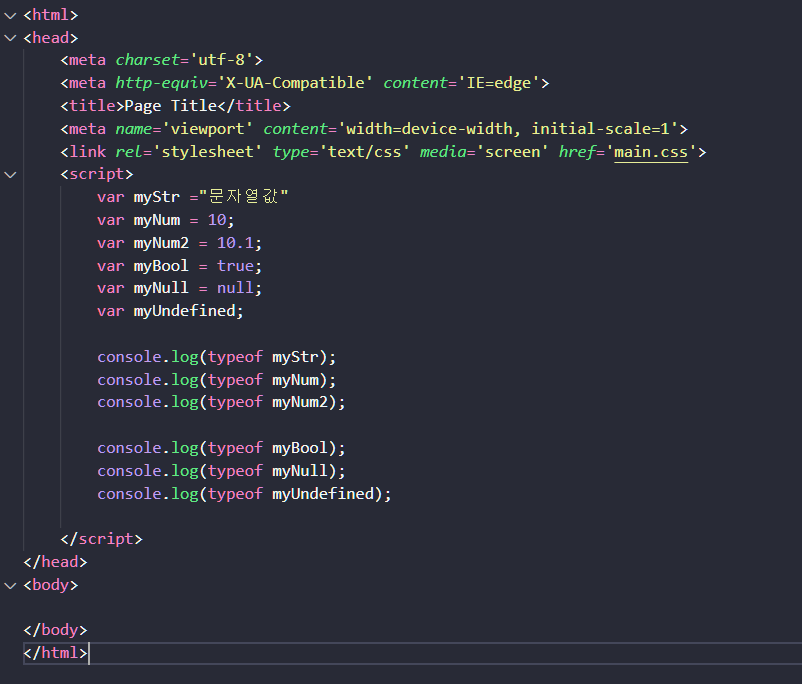 <html>
<head>
<meta charset='utf-8'>
<meta http-equiv='X-UA-Compatible' content='IE=edge'>
<title>Page Title</title>
<meta name='viewport' content='width=device-width, initial-scale=1'>
<link rel='stylesheet' type='text/css' media='screen' href='main.css'>
<script>
var myStr ="문자열값"
var myNum = 10;
var myNum2 = 10.1;
var myBool = true;
var myNull = null;
var myUndefined;
console.log(typeof myStr);
console.log(typeof myNum);
console.log(typeof myNum2);
console.log(typeof myBool);
console.log(typeof myNull);
console.log(typeof myUndefined);
</script>
</head>
<body>
</body>
</html>